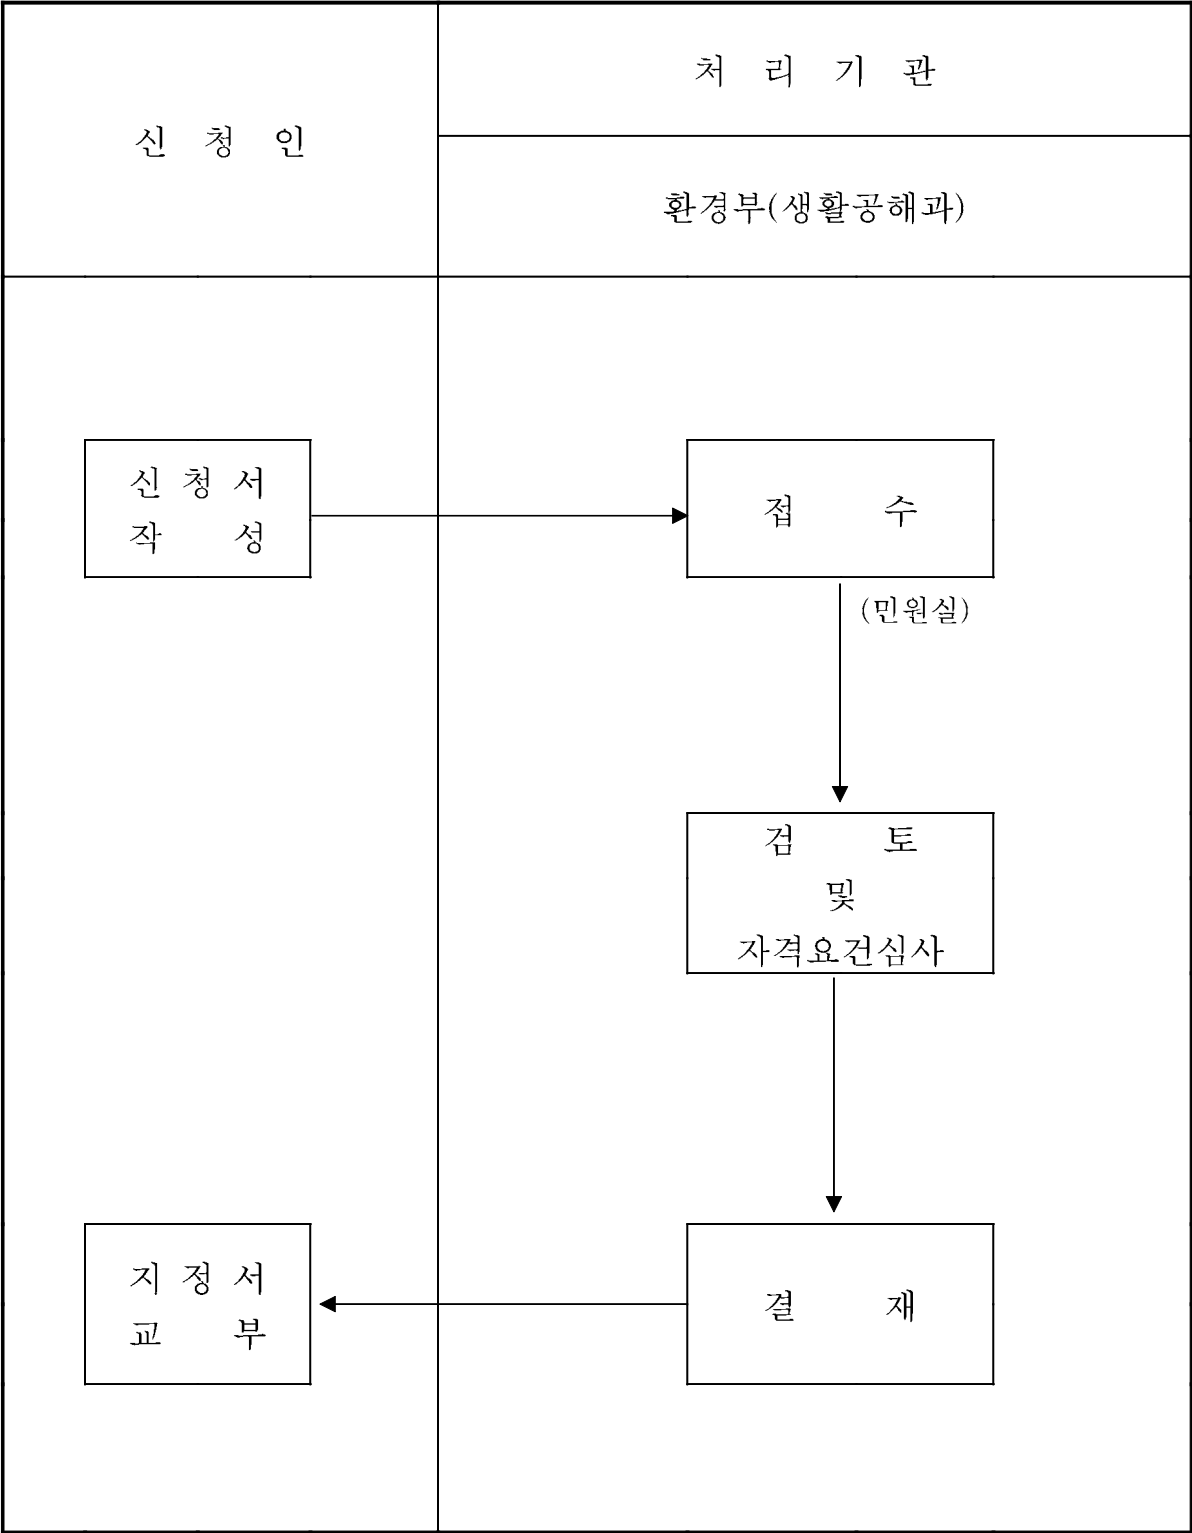 처 리 기 관
신 청 인
환경부(생활공해과)
신 청 서
작 성
접 수
(민원실)
검 토
및
자격요건심사
지 정 서
교 부
결 재